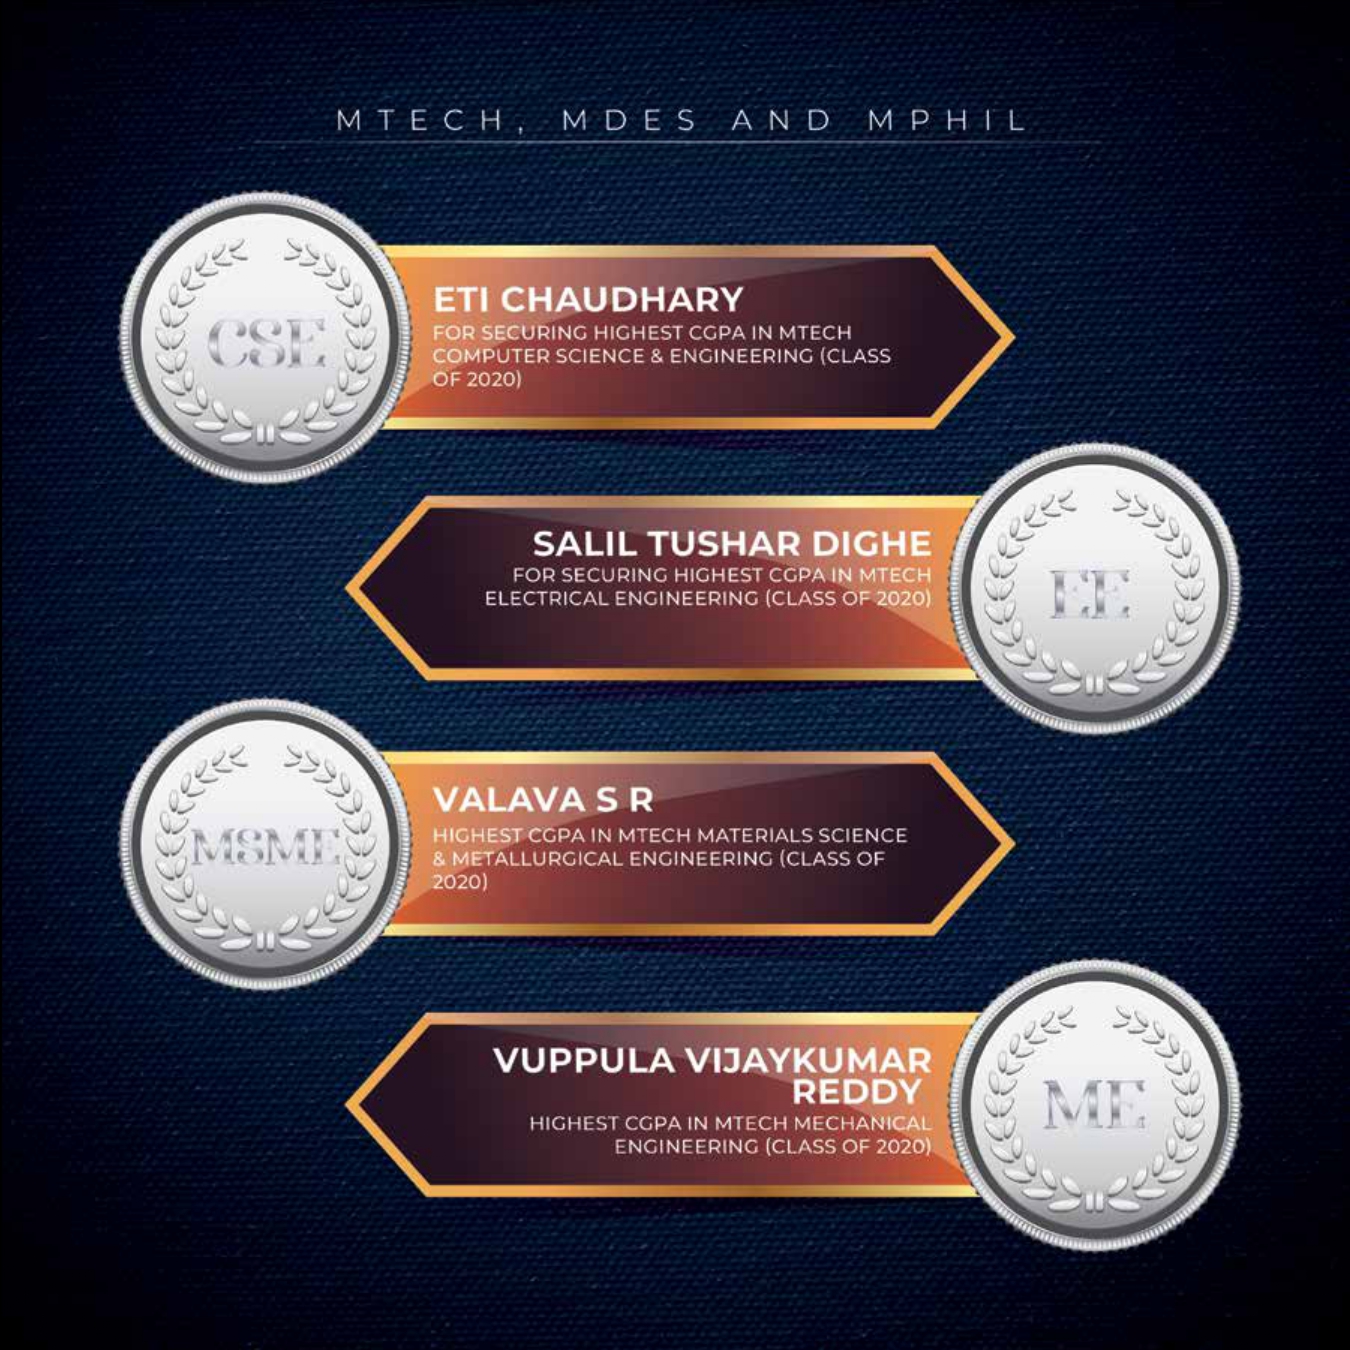 MTECH, MDES AND MPHIL
CSE
ETI CHAUDHARY
FOR SECURING HIGHEST CGPA IN MTECH
COMPUTER SCIENCE & ENGINEERING (CLASS
OF 2020)
SALIL TUSHAR DIGHE
FOR SECURING HIGHEST CGPA IN MTECH
ELECTRICAL ENGINEERING (CLASS OF 2020)
EE
MSME
VALAVA S R
HIGHEST CGPA IN MTECH MATERIALS SCIENCE
& METALLURGICAL ENGINEERING (CLASS OF
2020)
VUPPULA VIJAYKUMAR
REDDY
HIGHEST CGPA IN MTECH MECHANICAL
ENGINEERING (CLASS OF 2020)
ME